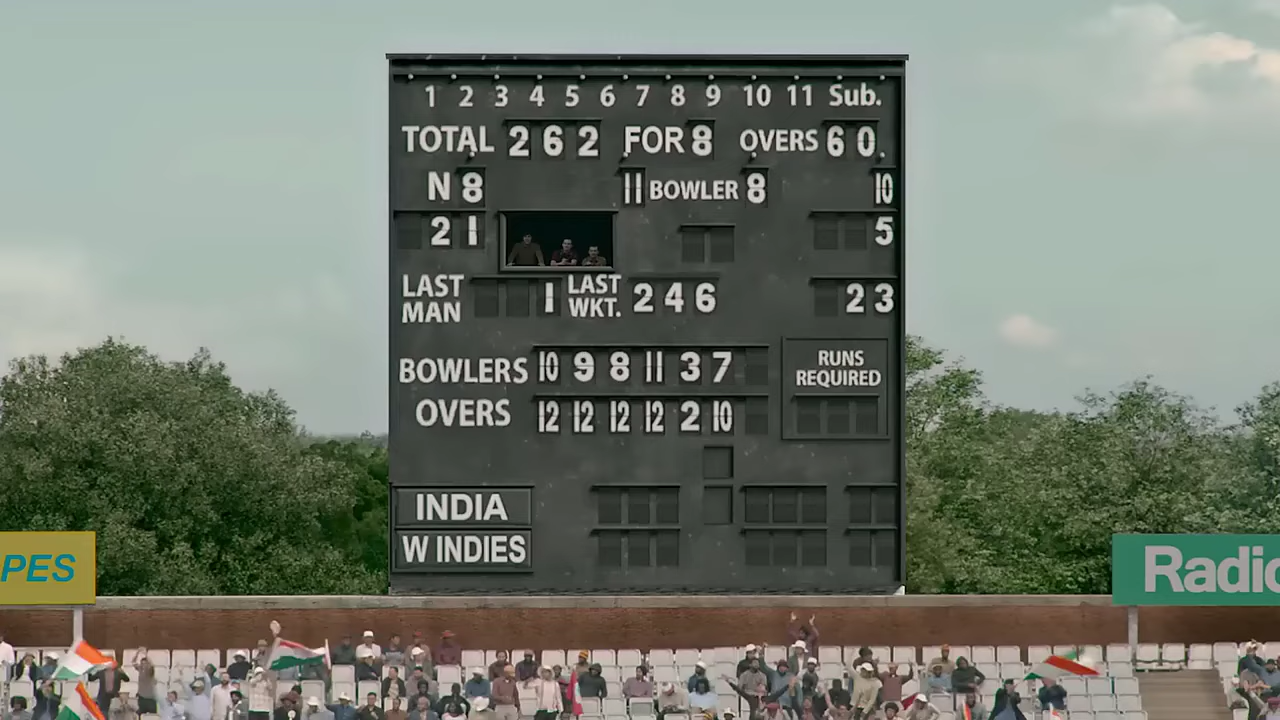 1 2 3 4 5 6 7 8 9 10 11 Sub.
TOTAL 262 FOR 8 OVERS 60
N 8 11 BOWLER 8 10
21 5
LAST MAN 1 LAST WKT. 246 23
BOWLERS 10 9 8 11 3 7
OVERS 12 12 12 12 2 10
RUNS
REQUIRED
INDIA
W INDIES
PES
Radio